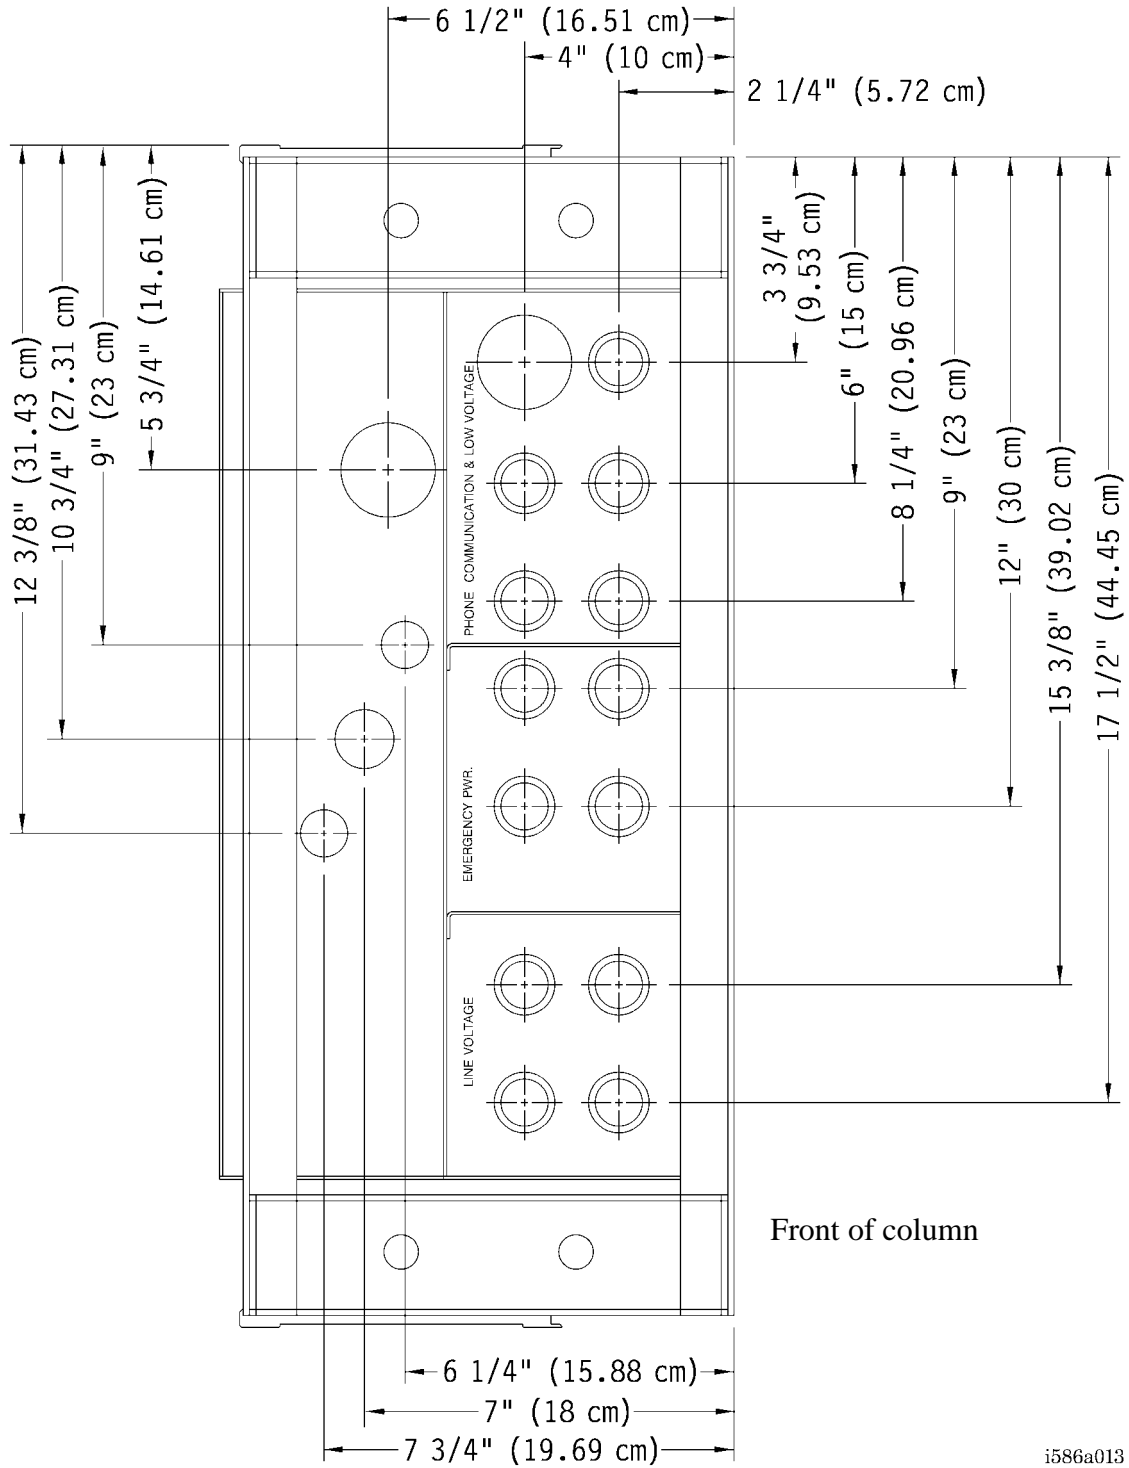 6 1/2" (16.51 cm)
4" (10 cm)
2 1/4" (5.72 cm)
12 3/8" (31.43 cm)
10 3/4" (27.31 cm)
9" (23 cm)
5 3/4" (14.61 cm)
3 3/4"
(9.53 cm)
6" (15 cm)
8 1/4" (20.96 cm)
9" (23 cm)
12" (30 cm)
15 3/8" (39.02 cm)
17 1/2" (44.45 cm)
PHONE COMMUNICATION & LOW VOLTAGE
EMERGENCY PWR.
LINE VOLTAGE
Front of column
6 1/4" (15.88 cm)
7" (18 cm)
7 3/4" (19.69 cm)
i586a013